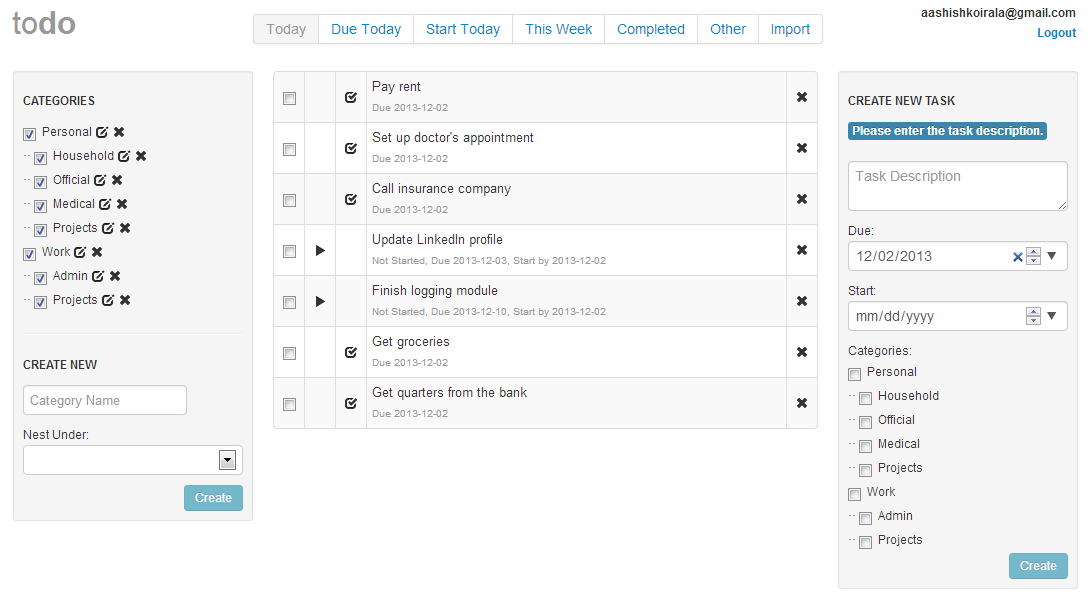 todo
Today Due Today Start Today This Week Completed Other Import
aashishkoirala@gmail.com
Logout
CATEGORIES
Personal
Household
Official
Medical
Projects
Work
Admin
Projects
CREATE NEW
Category Name
Nest Under:
Create
Pay rent
Due 2013-12-02
Set up doctor's appointment
Due 2013-12-02
Call insurance company
Due 2013-12-02
Update LinkedIn profile
Not Started, Due 2013-12-03, Start by 2013-12-02
Finish logging module
Not Started, Due 2013-12-10, Start by 2013-12-02
Get groceries
Due 2013-12-02
Get quarters from the bank
Due 2013-12-02
CREATE NEW TASK
Please enter the task description.
Task Description
Due:
12/02/2013
Start:
mm/dd/yyyy
Categories:
Personal
Household
Official
Medical
Projects
Work
Admin
Projects
Create